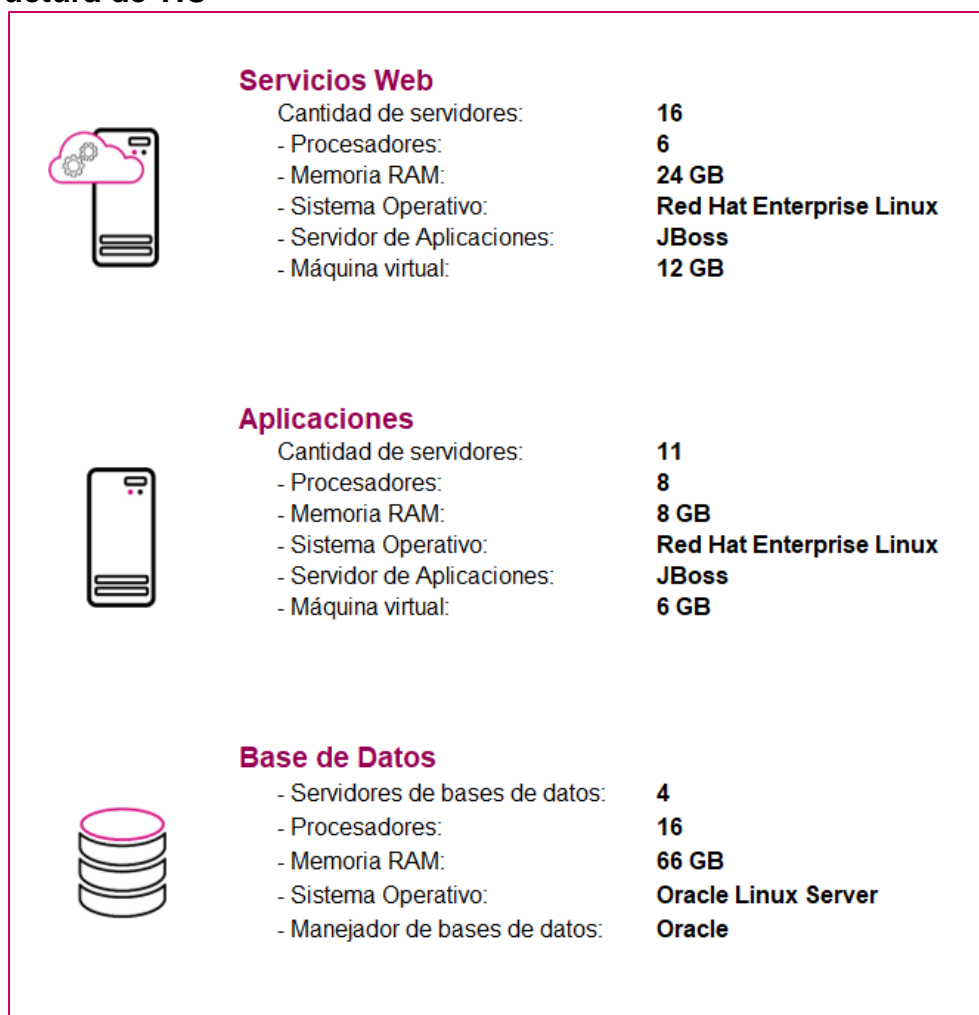 Servicios Web
Cantidad de servidores: 16
- Procesadores: 6
- Memoria RAM: 24 GB
- Sistema Operativo: Red Hat Enterprise Linux
- Servidor de Aplicaciones: JBoss
- Máquina virtual: 12 GB
Aplicaciones
Cantidad de servidores: 11
- Procesadores: 8
- Memoria RAM: 8 GB
- Sistema Operativo: Red Hat Enterprise Linux
- Servidor de Aplicaciones: JBoss
- Máquina virtual: 6 GB
Base de Datos
- Servidores de bases de datos: 4
- Procesadores: 16
- Memoria RAM: 66 GB
- Sistema Operativo: Oracle Linux Server
- Manejador de bases de datos: Oracle